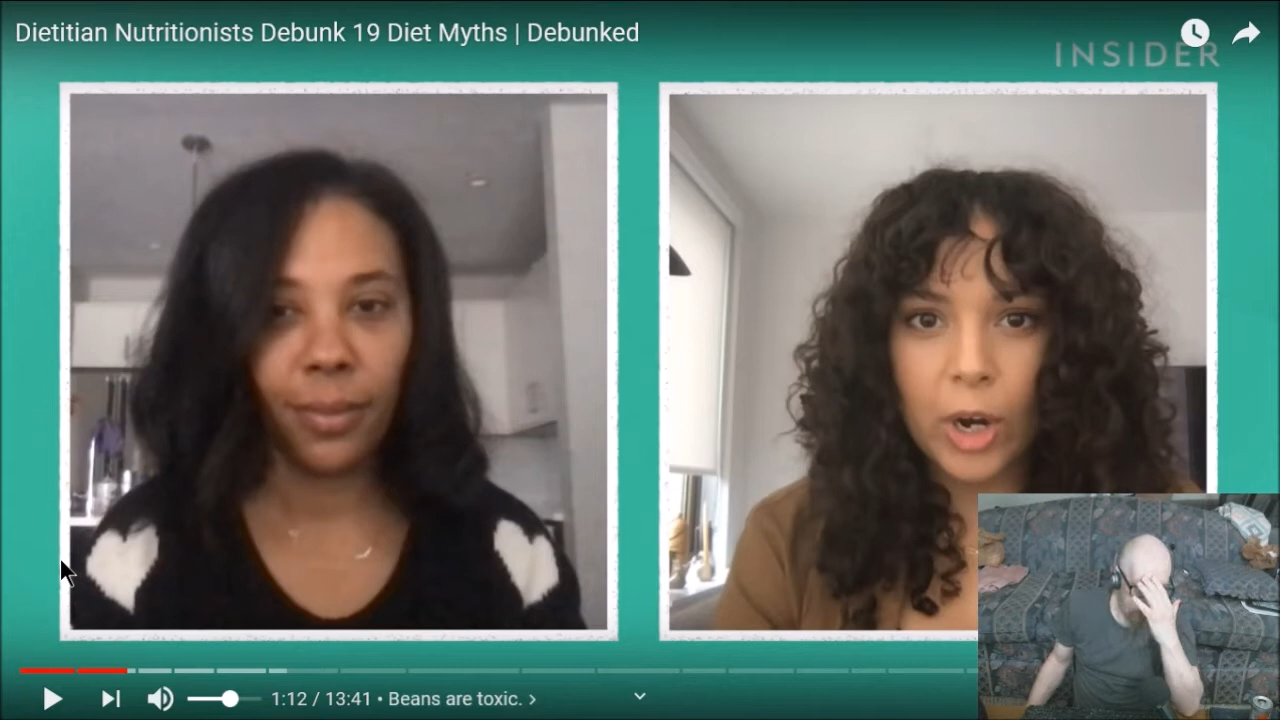 Dietitian Nutritionists Debunk 19 Diet Myths | Debunked
INSIDER
1:12 / 13:41 • Beans are toxic. ›